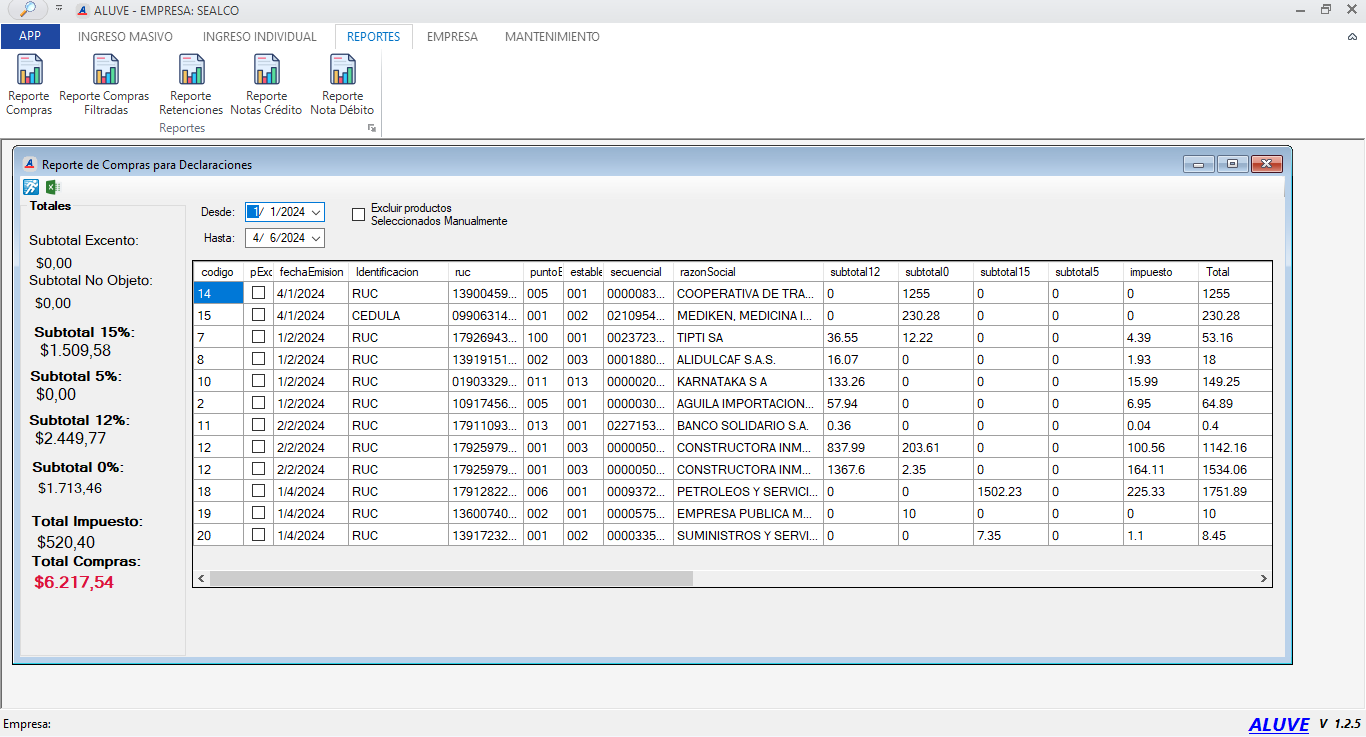 ALUVE - EMPRESA: SEALCO
APP INGRESO MASIVO INGRESO INDIVIDUAL REPORTES EMPRESA MANTENIMIENTO
Reporte Compras
Reporte Compras Filtradas
Reporte Retenciones
Reporte Notas Crédito
Reporte Nota Débito
Reportes
Reporte de Compras para Declaraciones
Totales
Subtotal Excento:
$0,00
Subtotal No Objeto:
$0,00
Subtotal 15%:
$1.509,58
Subtotal 5%:
$0,00
Subtotal 12%:
$2.449,77
Subtotal 0%:
$1.713,46
Total Impuesto:
$520,40
Total Compras:
$6.217,54
Desde: 1/ 1/2024
Hasta: 4/ 6/2024
Excluir productos
Seleccionados Manualmente
codigo pExc fechaEmision Identificacion ruc puntoE estable secuencial razonSocial subtotal12 subtotal0 subtotal15 subtotal5 impuesto Total
14 4/1/2024 RUC 13900459... 005 001 0000083... COOPERATIVA DE TRA... 0 1255 0 0 0 1255
15 4/1/2024 CEDULA 09906314... 001 002 0210954... MEDIKEN, MEDICINA I... 0 230.28 0 0 0 230.28
7 1/2/2024 RUC 17926943... 100 001 0023723... TIPTI SA 36.55 12.22 0 0 4.39 53.16
8 1/2/2024 RUC 13919151... 002 003 0001880... ALIDULCAF S.A.S. 16.07 0 0 0 1.93 18
10 1/2/2024 RUC 01903329... 011 013 0000020... KARNATAKA S A 133.26 0 0 0 15.99 149.25
2 1/2/2024 RUC 10917456... 005 001 0000030... AGUILA IMPORTACION... 57.94 0 0 0 6.95 64.89
11 2/2/2024 RUC 17911093... 013 001 0227153... BANCO SOLIDARIO S.A. 0.36 0 0 0 0.04 0.4
12 2/2/2024 RUC 17925979... 001 003 0000050... CONSTRUCTORA INM... 837.99 203.61 0 0 100.56 1142.16
12 2/2/2024 RUC 17925979... 001 003 0000050... CONSTRUCTORA INM... 1367.6 2.35 0 0 164.11 1534.06
18 1/4/2024 RUC 17912822... 006 001 0009372... PETROLEOS Y SERVICI... 0 0 1502.23 0 225.33 1751.89
19 1/4/2024 RUC 13600740... 002 001 0000575... EMPRESA PUBLICA M... 0 10 0 0 0 10
20 1/4/2024 RUC 13917232... 001 002 0000335... SUMINISTROS Y SERVI... 0 0 7.35 0 1.1 8.45
Empresa:
ALUVE V 1.2.5